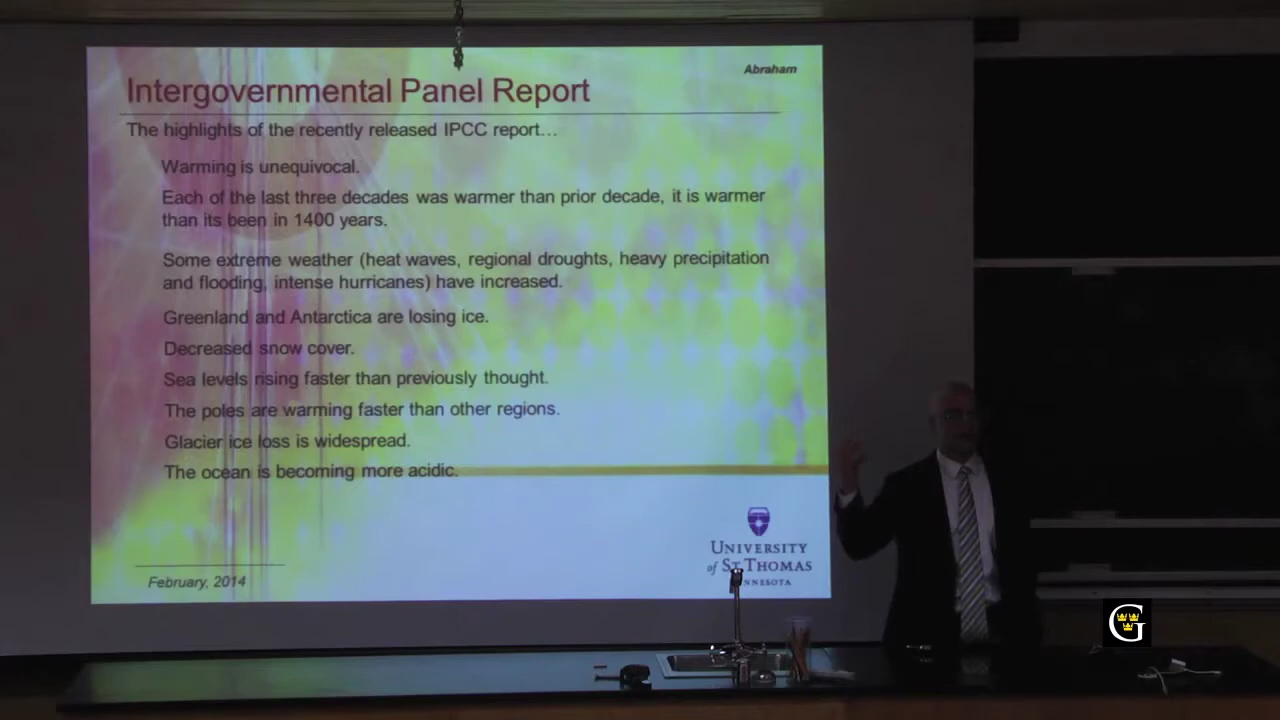 Abraham
Intergovernmental Panel Report
The highlights of the recently released IPCC report...
Warming is unequivocal.
Each of the last three decades was warmer than prior decade, it is warmer
than its been in 1400 years.
Some extreme weather (heat waves, regional droughts, heavy precipitation
and flooding, intense hurricanes) have increased.
Greenland and Antarctica are losing ice.
Decreased snow cover.
Sea levels rising faster than previously thought.
The poles are warming faster than other regions.
Glacier ice loss is widespread.
The ocean is becoming more acidic.
UNIVERSITY
of ST. THOMAS
MINNESOTA
February, 2014
G